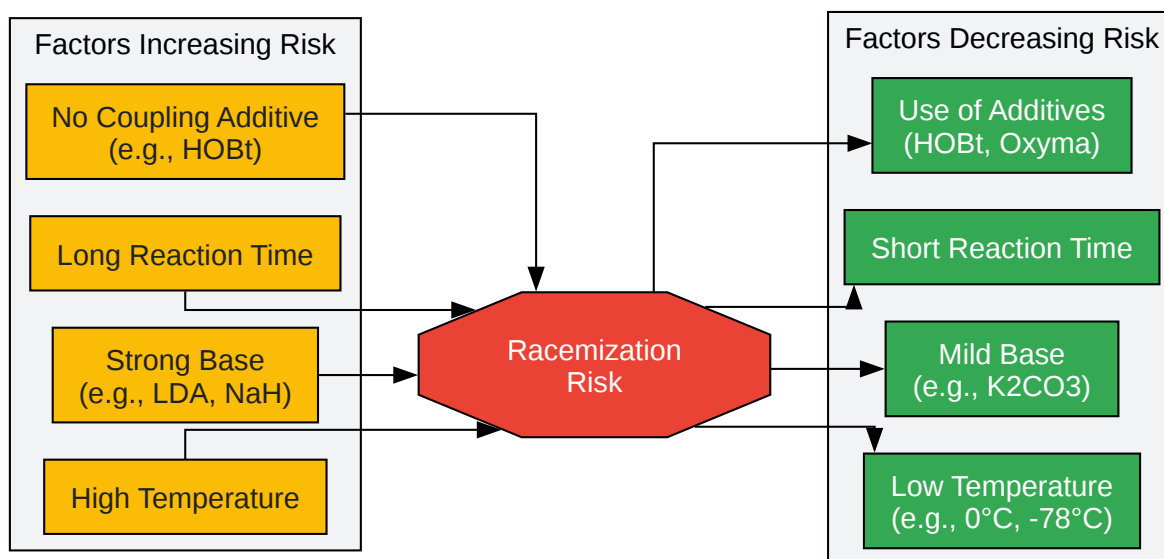 Factors Increasing Risk
No Coupling Additive
(e.g., HOBt)
Long Reaction Time
Strong Base
(e.g., LDA, NaH)
High Temperature
Racemization
Risk
Factors Decreasing Risk
Use of Additives
(HOBt, Oxyma)
Short Reaction Time
Mild Base
(e.g., K2CO3)
Low Temperature
(e.g., 0°C, -78°C)